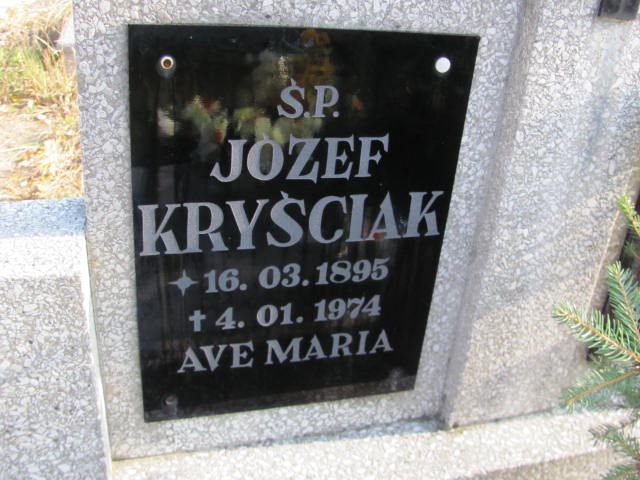 Ś.P.
JÓZEF
KRYŚCIAK
16. 03. 1895
† 4. 01. 1974
AVE MARIA